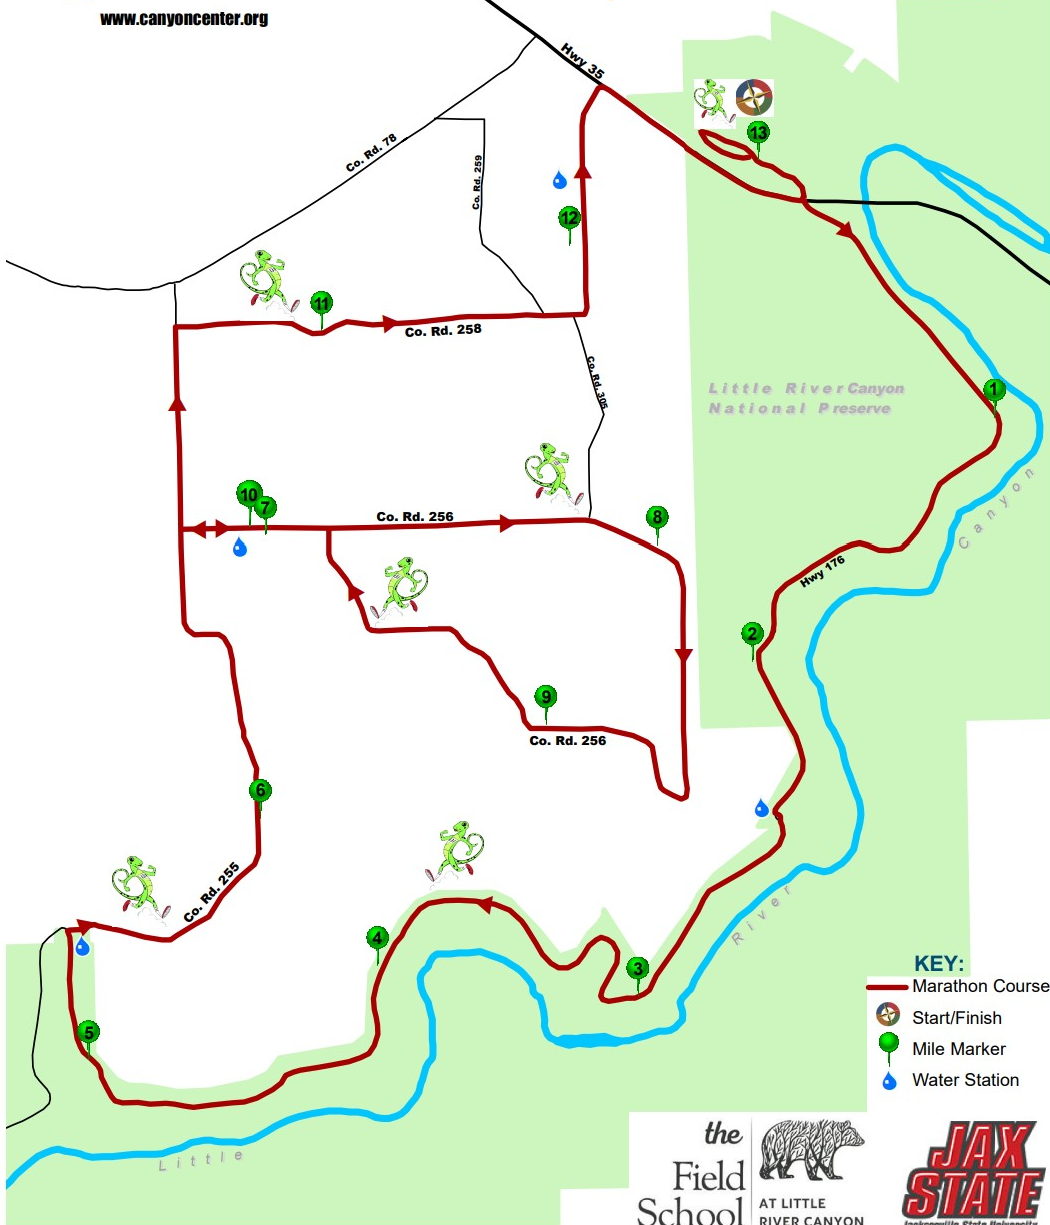 www.canyoncenter.org
Hwy 35
13
Co. Rd. 78
Co. Rd. 259
12
11
Co. Rd. 258
Co. Rd. 305
Little River Canyon
National Preserve
1
Canyon
10
7
Co. Rd. 256
8
Hwy 176
2
9
Co. Rd. 256
6
Co. Rd. 255
4
3
River
5
Little
KEY:
Marathon Course
Start/Finish
Mile Marker
Water Station
the
Field
School
AT LITTLE
RIVER CANYON
JAX
STATE
Jacksonville State University